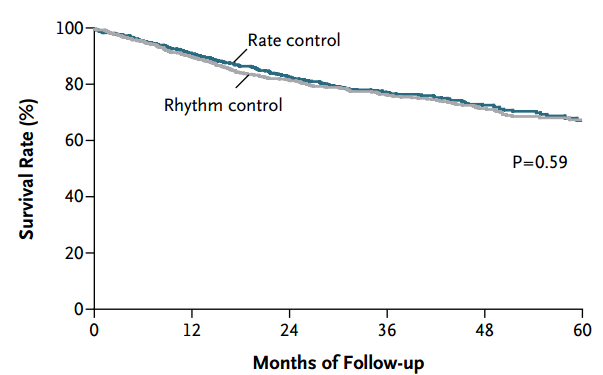 100
Rate control
80
Rhythm control
60
P=0.59
40
20
0
Survival Rate (%)
0 12 24 36 48 60
Months of Follow-up